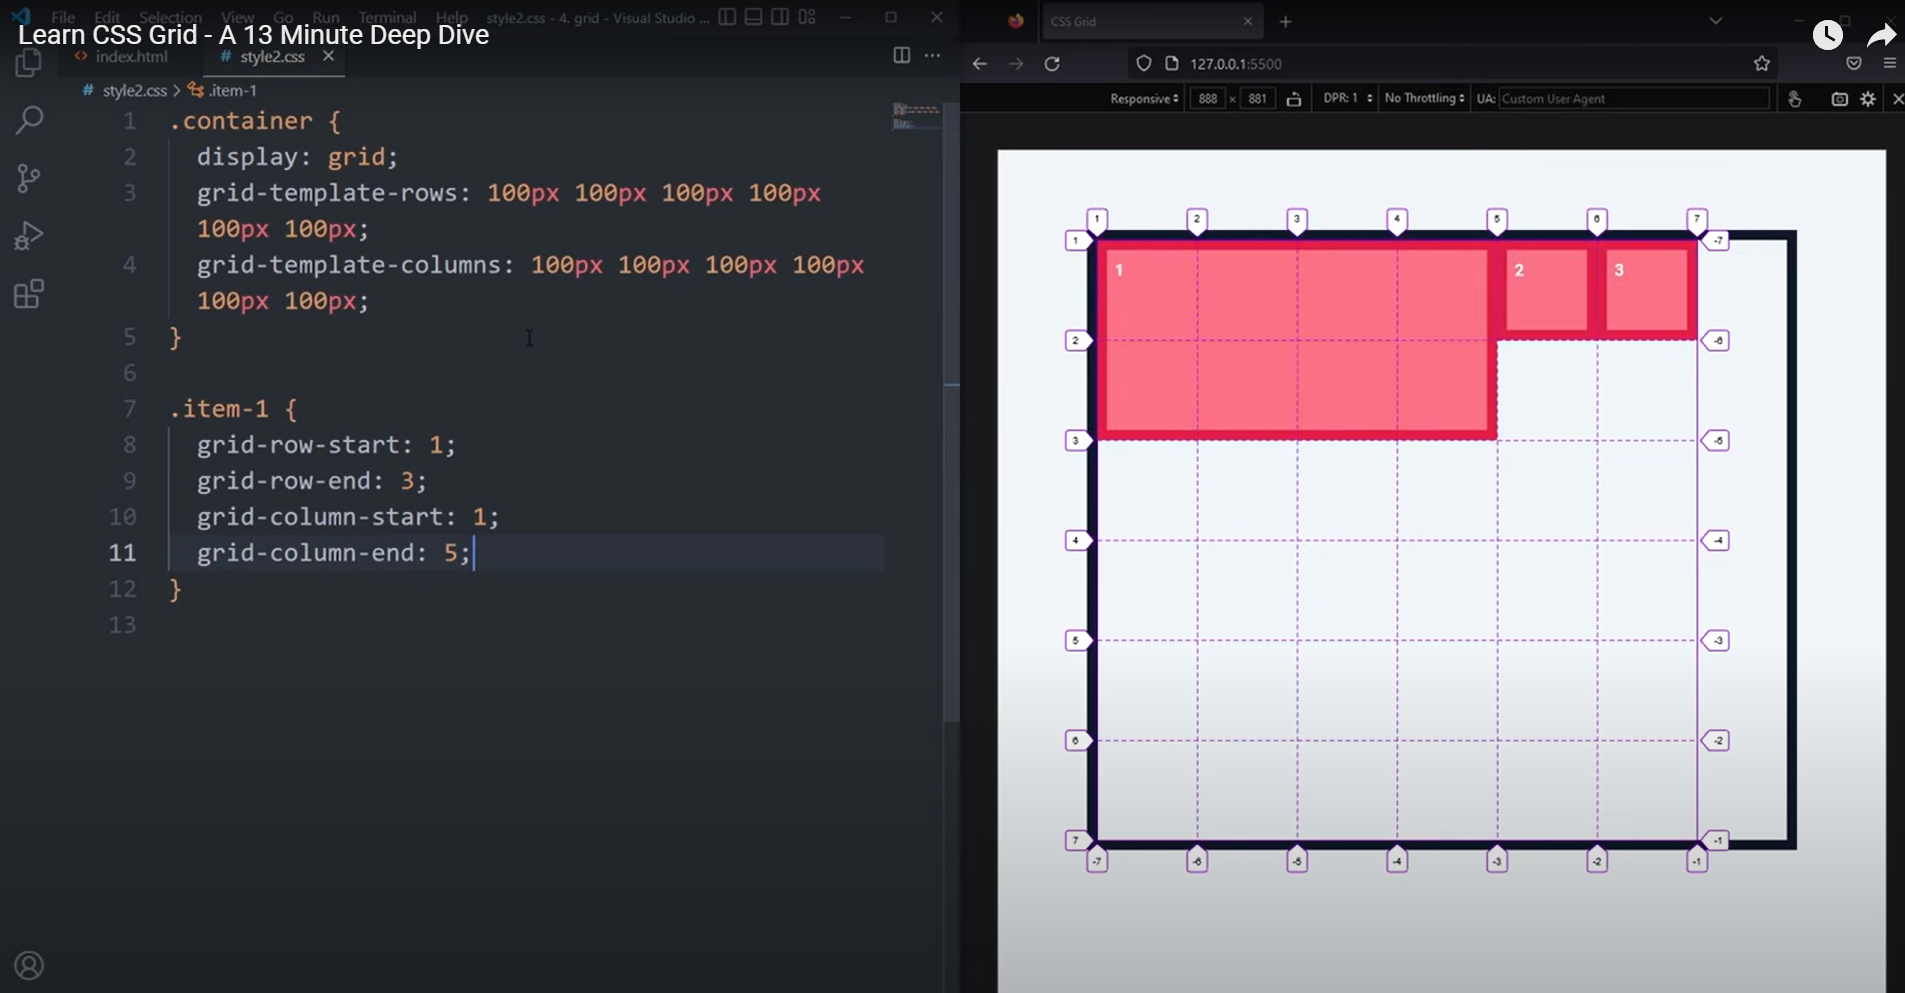 File Edit Selection View Go Run Terminal Help style2.css - 4. grid - Visual Studio ...
Learn CSS Grid - A 13 Minute Deep Dive
index.html
# style2.css
# style2.css > .item-1
1 .container {
2 display: grid;
3 grid-template-rows: 100px 100px 100px 100px
100px 100px;
4 grid-template-columns: 100px 100px 100px 100px
100px 100px;
5 }
6
7 .item-1 {
8 grid-row-start: 1;
9 grid-row-end: 3;
10 grid-column-start: 1;
11 grid-column-end: 5;
12 }
13
CSS Grid
127.0.0.1:5500
Responsive 888 × 881 DPR: 1 No Throttling UA: Custom User Agent
1 2 3 4 5 6 7
1 -7
1 2 3
2 -6
3 -5
4 -4
5 -3
6 -2
7 -1
-7 -6 -5 -4 -3 -2 -1